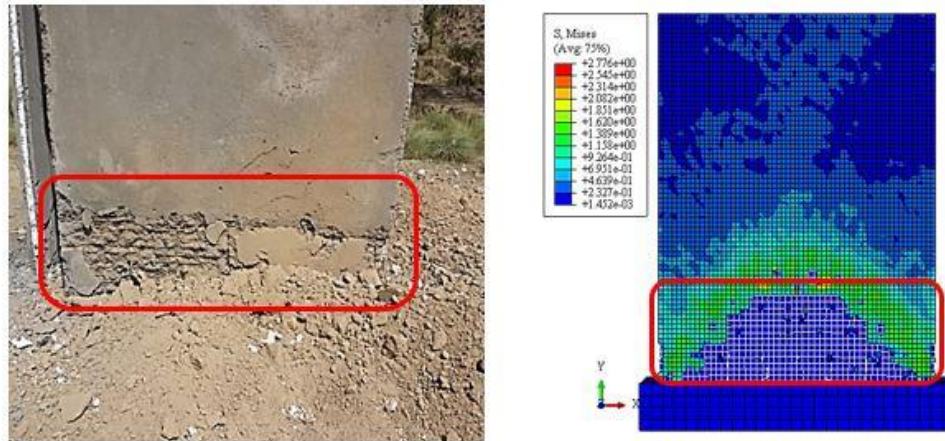 S, Mises
(Avg: 75%)
+2.776e+00
+2.545e+00
+2.314e+00
+2.082e+00
+1.851e+00
+1.620e+00
+1.389e+00
+1.158e+00
+9.264e-01
+6.951e-01
+4.639e-01
+2.327e-01
+1.452e-03
Y
X
Z